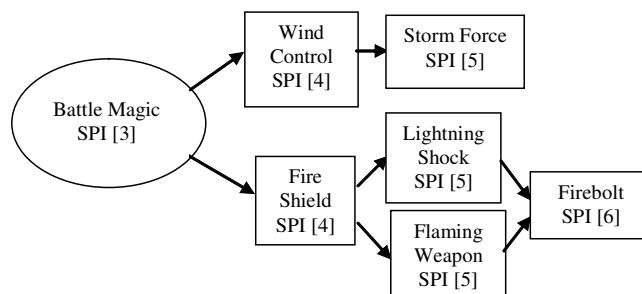 Battle Magic
SPI [3]
Wind
Control
SPI [4]
Storm Force
SPI [5]
Fire
Shield
SPI [4]
Lightning
Shock
SPI [5]
Flaming
Weapon
SPI [5]
Firebolt
SPI [6]